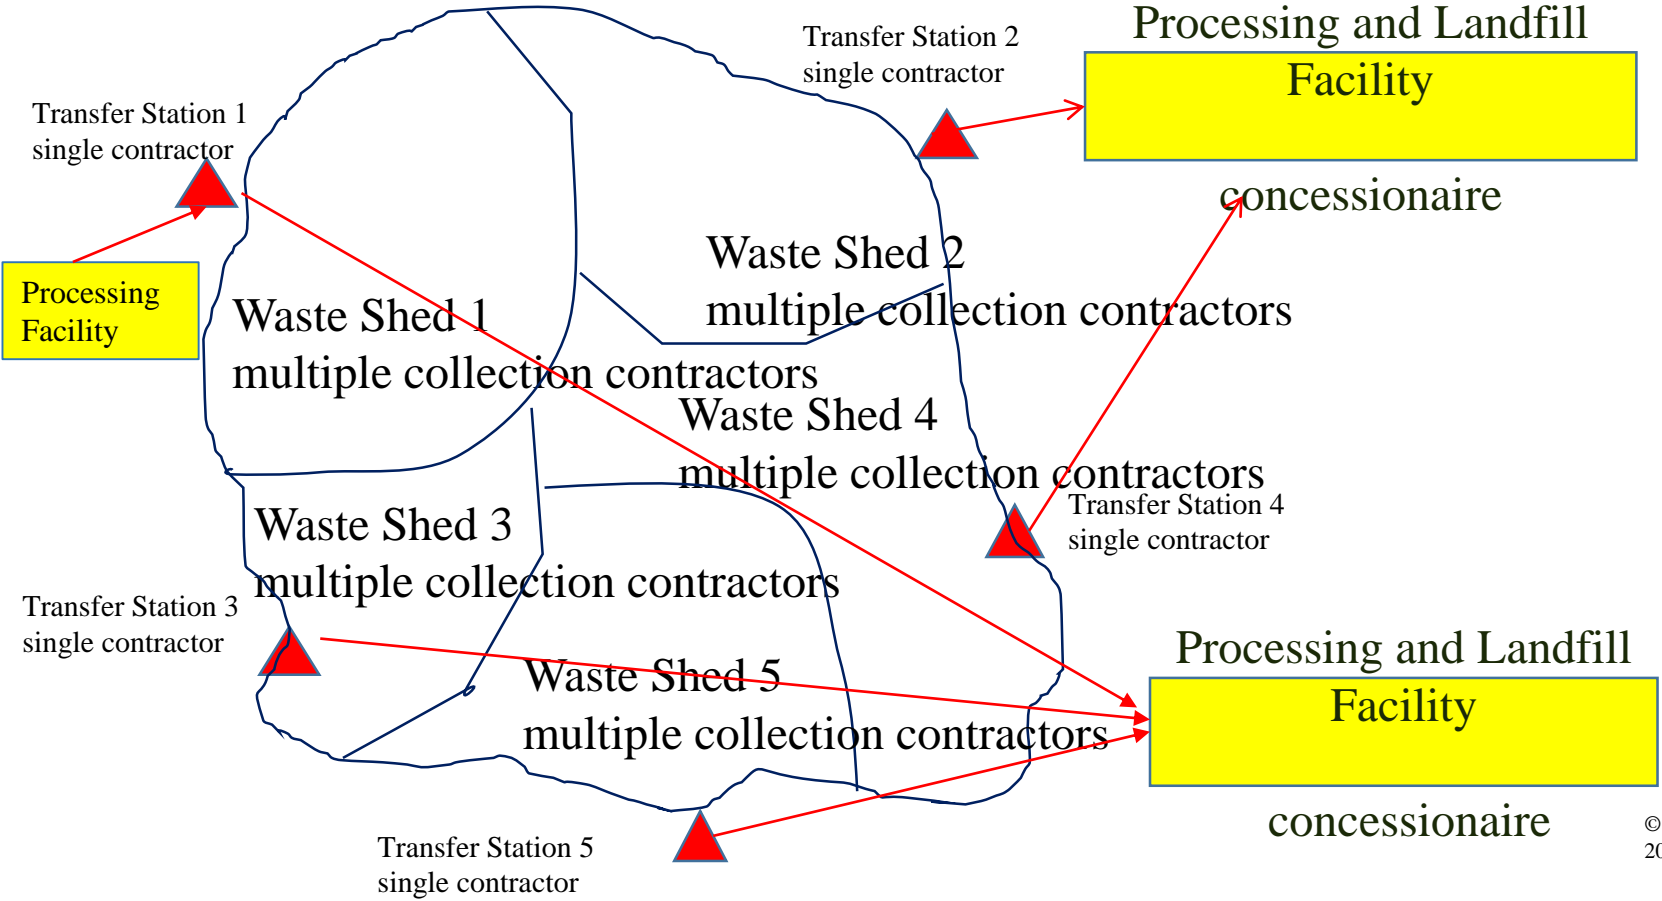 Processing and Landfill
Facility
concessionaire
Transfer Station 2
single contractor
Transfer Station 1
single contractor
Processing
Facility
Waste Shed 2
multiple collection contractors
Waste Shed 1
multiple collection contractors
Waste Shed 4
multiple collection contractors
Transfer Station 4
single contractor
Waste Shed 3
multiple collection contractors
Transfer Station 3
single contractor
Waste Shed 5
multiple collection contractors
Processing and Landfill
Facility
concessionaire
Transfer Station 5
single contractor
©